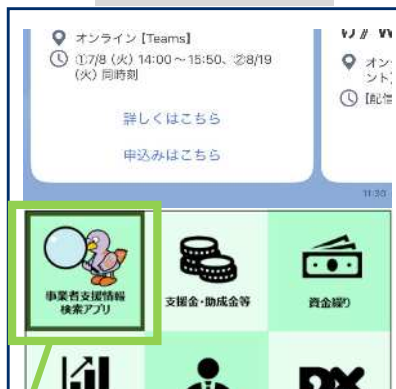 オンライン【Teams】
①7/8（火）14:00～15:50、②8/19
（火）同時刻
詳しくはこちら
申込みはこちら
オン
ント
【配信
11:30
事業者支援情報
検索アプリ
支援金・助成金等
資金繰り
DX